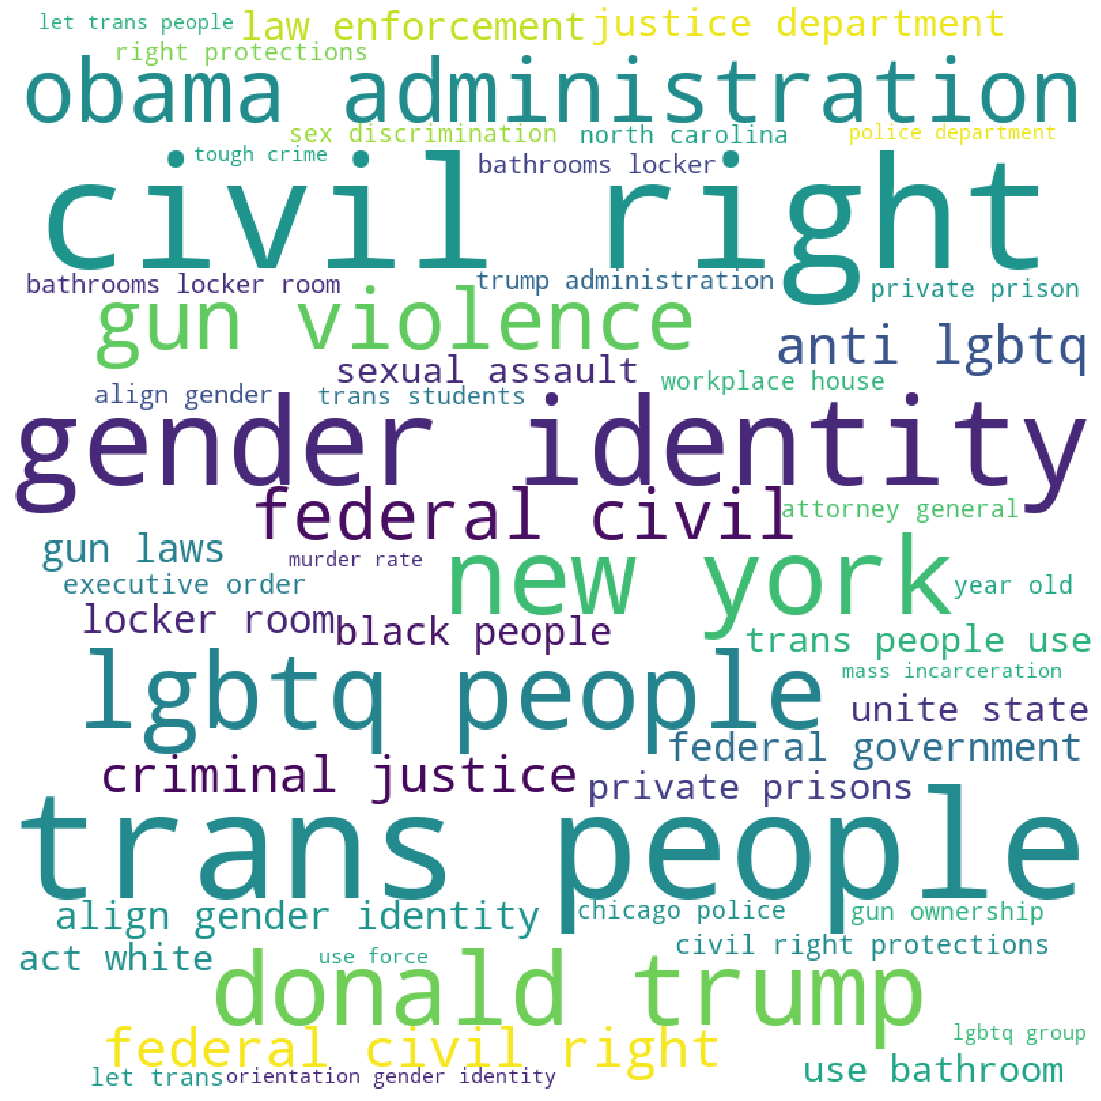 let trans people
law enforcement
justice department
right protections
obama administration
sex discrimination
north carolina
police department
tough crime
bathrooms locker
civil right
bathrooms locker room
trump administration
private prison
gun violence
anti lgbtq
sexual assault
workplace house
align gender
trans students
gender identity
federal civil
attorney general
gun laws
murder rate
new york
executive order
year old
locker room
black people
trans people use
lgbtq people
mass incarceration
unite state
federal government
criminal justice
private prisons
trans people
align gender identity
chicago police
gun ownership
act white
use force
civil right protections
donald trump
federal civil right
lgbtq group
let trans
orientation gender identity
use bathroom